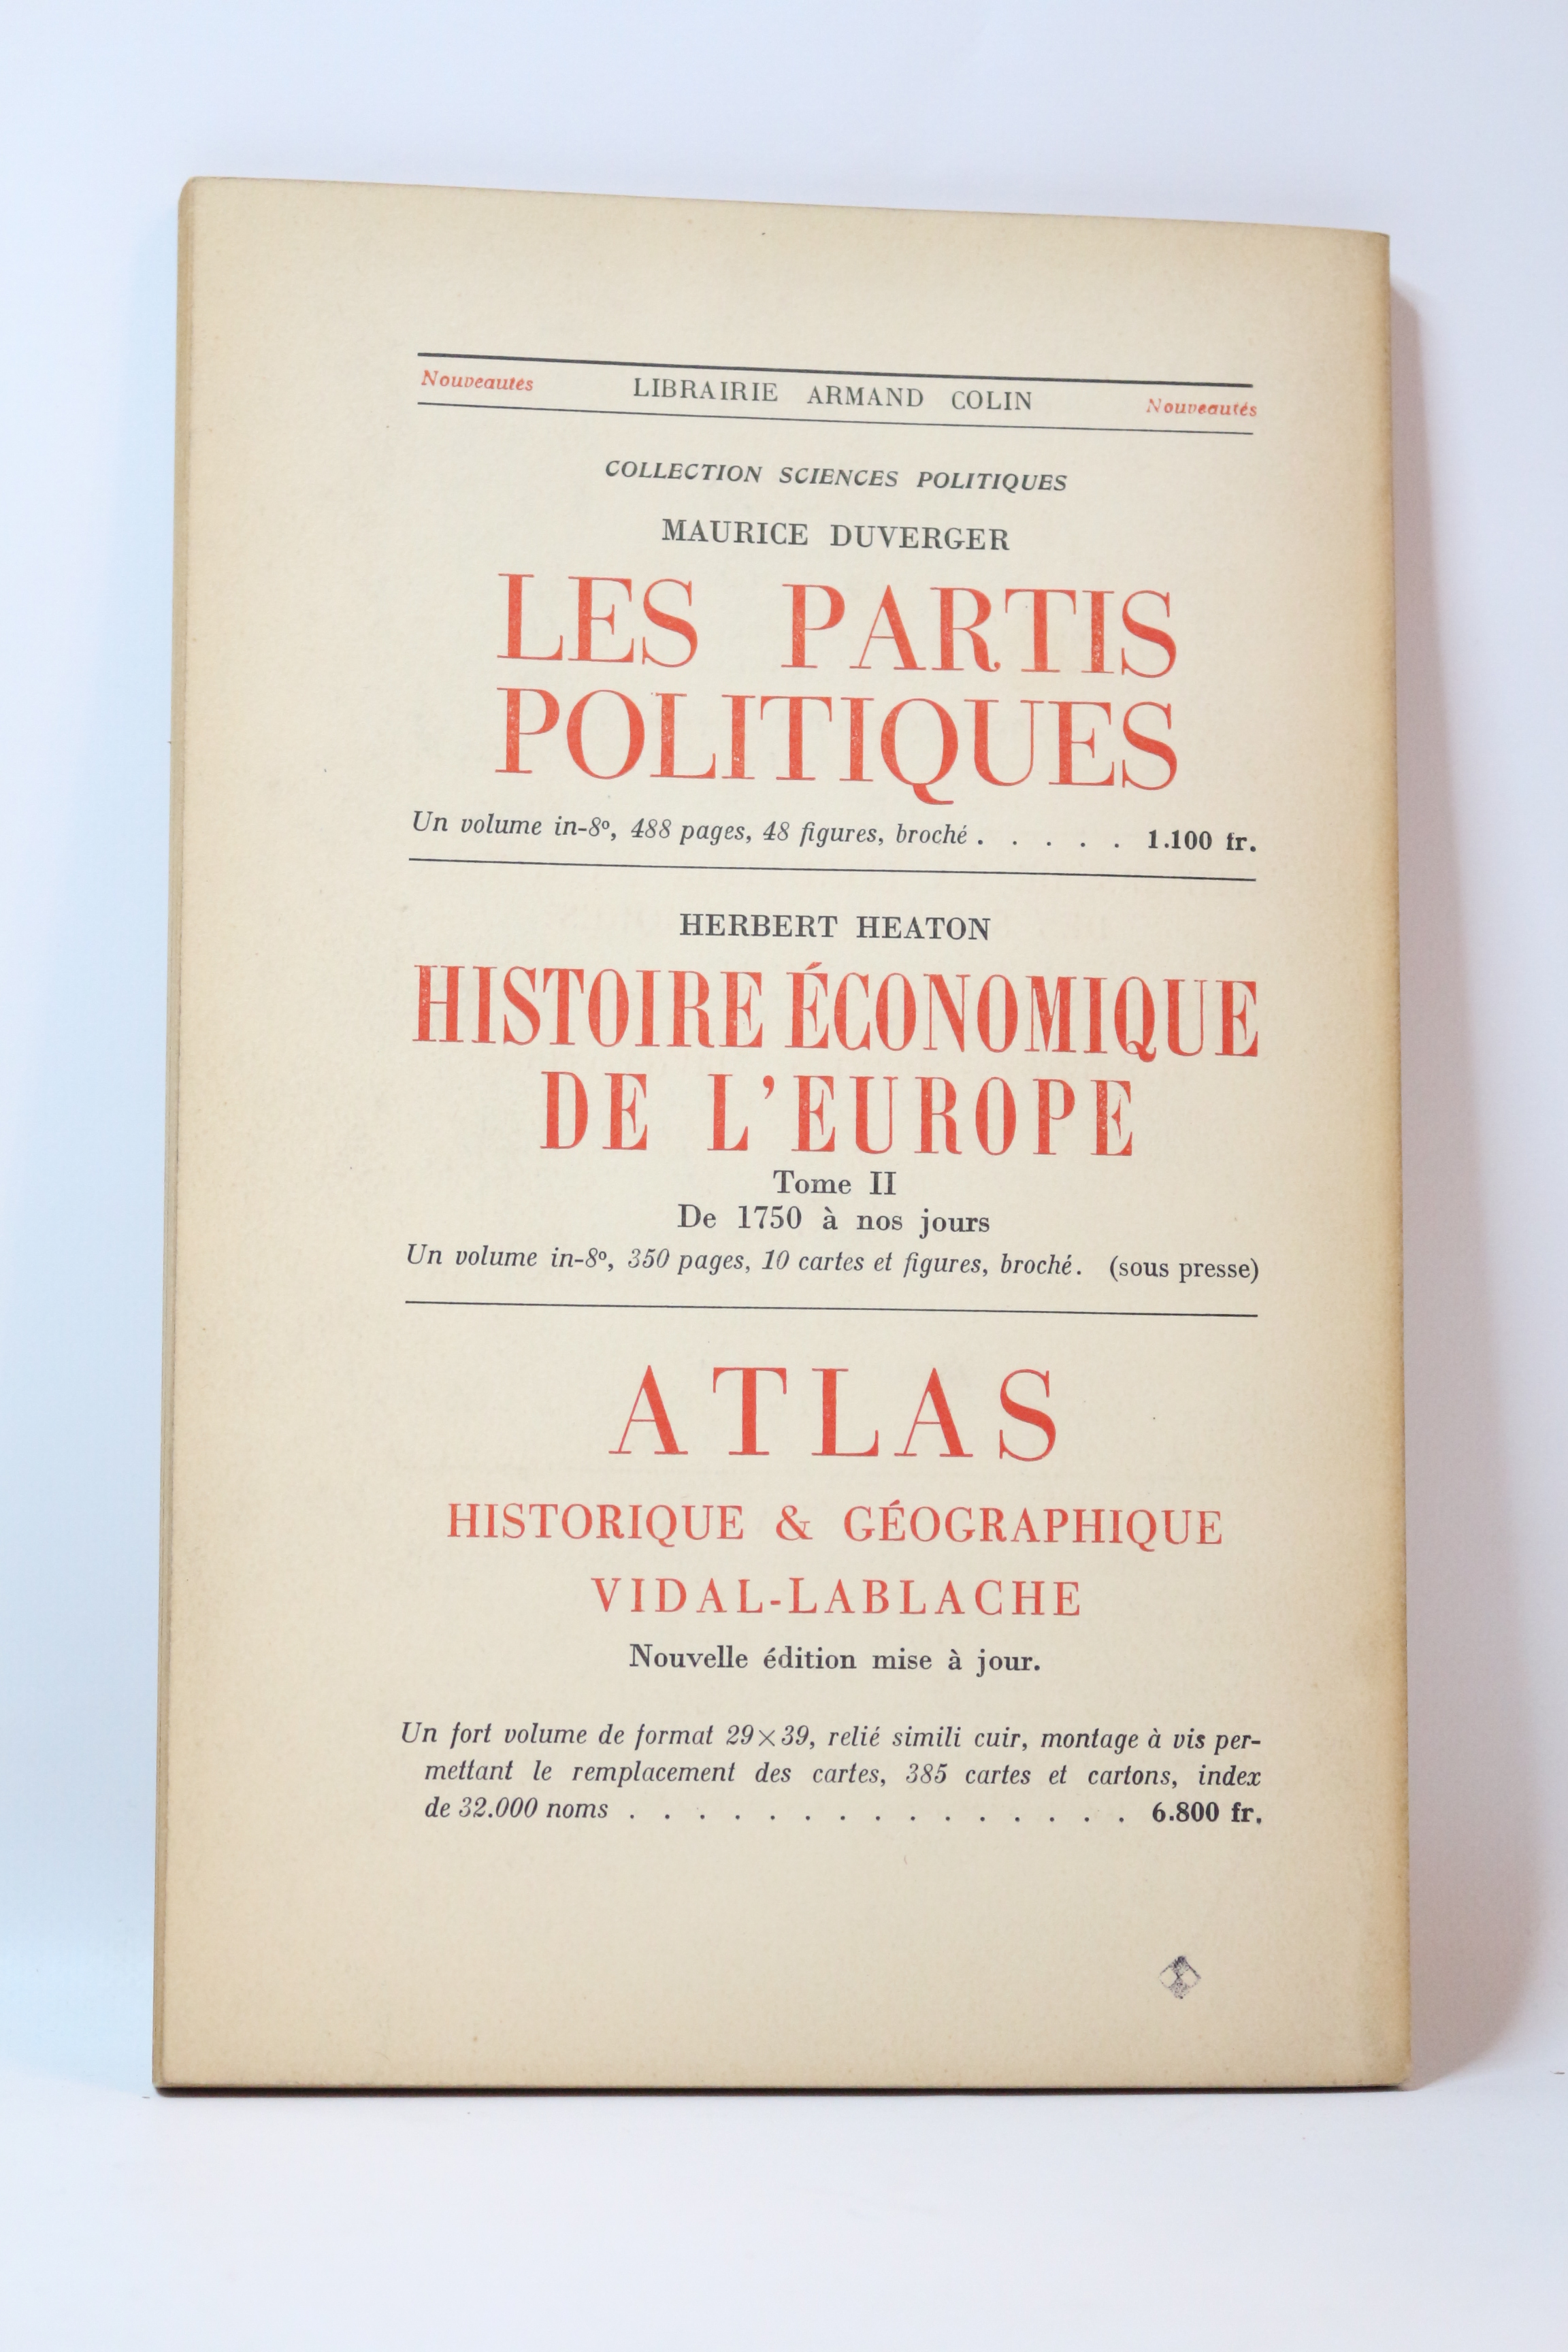 Nouveautés LIBRAIRIE ARMAND COLIN Nouveautés
COLLECTION SCIENCES POLITIQUES
MAURICE DUVERGER
LES PARTIS
POLITIQUES
Un volume in-8º, 488 pages, 48 figures, broché . . . . . 1.100 fr.
HERBERT HEATON
HISTOIRE ÉCONOMIQUE
DE L'EUROPE
Tome II
De 1750 à nos jours
Un volume in-8º, 350 pages, 10 cartes et figures, broché. (sous presse)
ATLAS
HISTORIQUE & GÉOGRAPHIQUE
VIDAL-LABLACHE
Nouvelle édition mise à jour.
Un fort volume de format 29×39, relié simili cuir, montage à vis per-
mettant le remplacement des cartes, 385 cartes et cartons, index
de 32.000 noms . . . . . . . . . . . . . . . 6.800 fr.